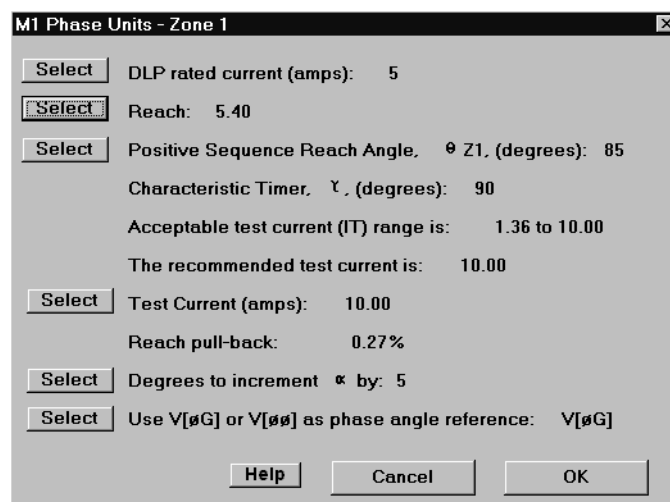 M1 Phase Units - Zone 1
Select DLP rated current (amps): 5
Select Reach: 5.40
Select Positive Sequence Reach Angle, θ Z1, (degrees): 85
Characteristic Timer, ϒ, (degrees): 90
Acceptable test current (IT) range is: 1.36 to 10.00
The recommended test current is: 10.00
Select Test Current (amps): 10.00
Reach pull-back: 0.27%
Select Degrees to increment α by: 5
Select Use V[øG] or V[øø] as phase angle reference: V[øG]
Help Cancel OK